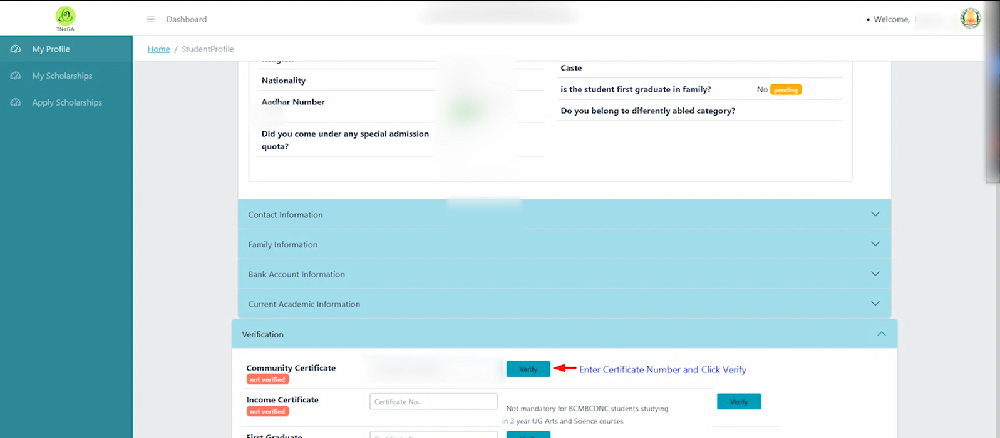 TNeGA
Dashboard
• Welcome,
My Profile
Home / StudentProfile
My Scholarships
Apply Scholarships
Nationality
Aadhar Number
Did you come under any special admission
quota?
Caste
is the student first graduate in family? No pending
Do you belong to diferently abled category?
Contact Information
Family Information
Bank Account Information
Current Academic Information
Verification
Community Certificate
not verified
Verify
Enter Certificate Number and Click Verify
Income Certificate
not verified
Certificate No.
Not mandatory for BCMBCDNC students studying
in 3 year UG Arts and Science courses
Verify
First Graduate